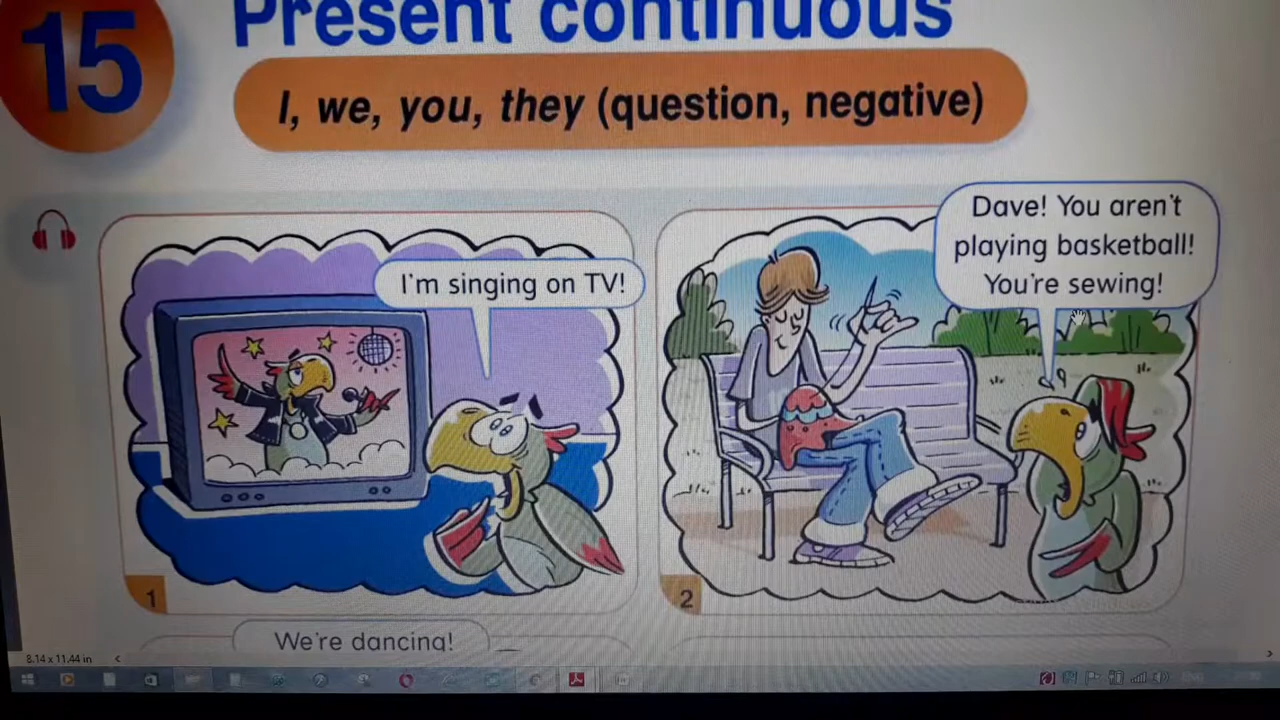 15
Present continuous
I, we, you, they (question, negative)
I'm singing on TV!
Dave! You aren't
playing basketball!
You're sewing!
1
2
We're dancing!
8.14 x 11.44 in